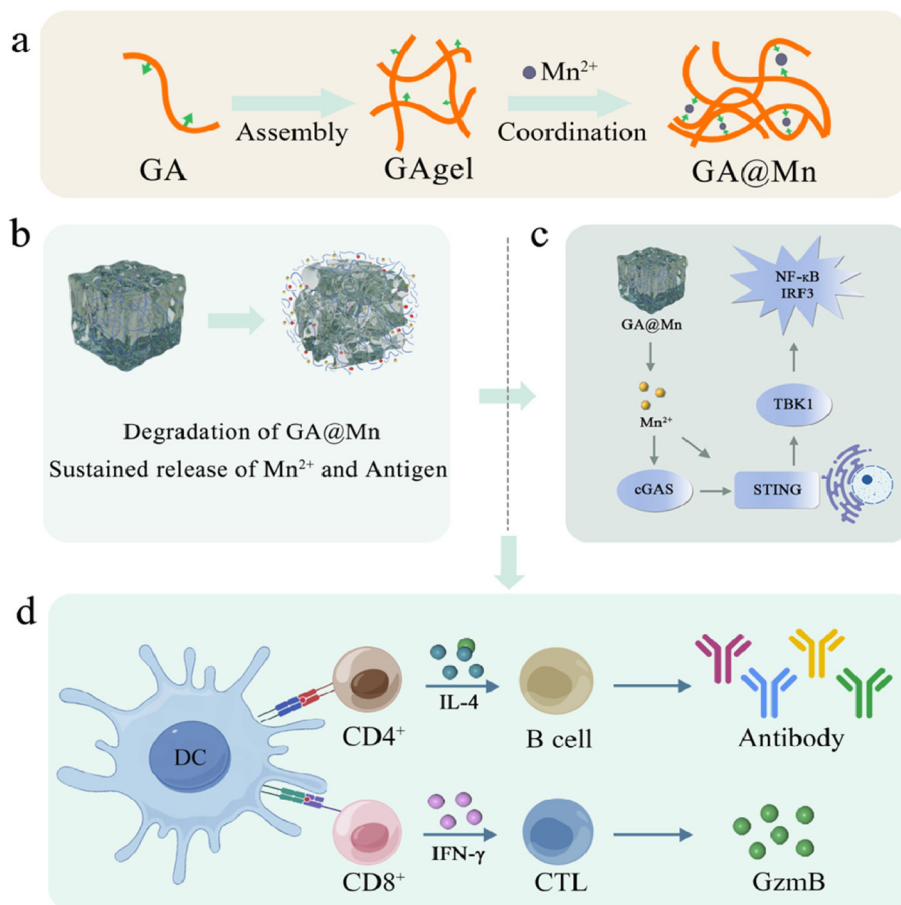 a
GA
Assembly
GAgel
Mn²⁺
Coordination
GA@Mn
b
Degradation of GA@Mn
Sustained release of Mn²⁺ and Antigen
c
GA@Mn
Mn²⁺
cGAS
STING
TBK1
NF-κB
IRF3
d
DC
CD4⁺
IL-4
B cell
Antibody
CD8⁺
IFN-γ
CTL
GzmB